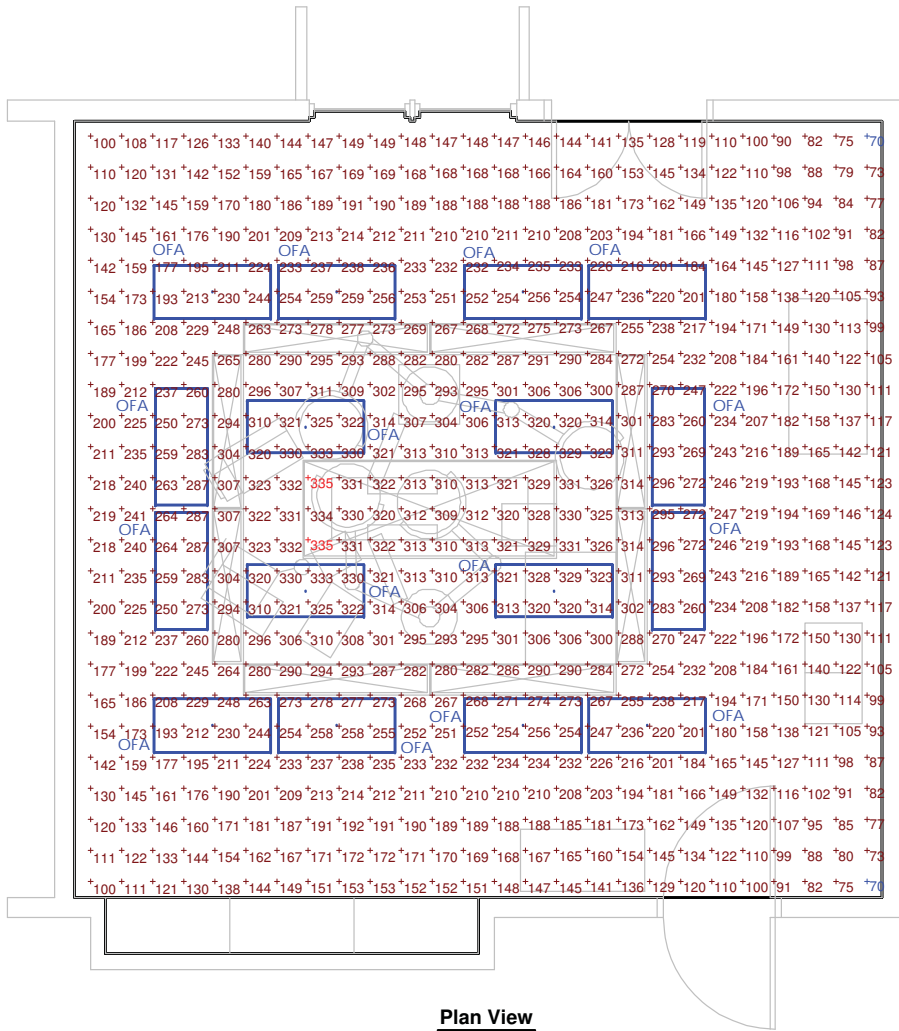 100 108 117 126 133 140 144 147 149 149 148 147 148 147 146 144 141 135 128 119 110 100 90 82 75 70
110 120 131 142 152 159 165 167 169 169 168 167 168 168 166 164 160 153 145 134 122 110 98 88 79 73
120 132 145 159 170 180 186 189 191 190 189 188 188 188 188 186 181 173 162 149 135 120 106 94 84 77
130 145 161 176 190 201 209 213 214 212 211 210 210 211 210 208 203 194 181 166 149 132 116 102 91 82
OFA OFA OFA OFA
142 159 177 195 211 224 233 237 238 236 233 232 232 234 235 233 226 216 201 184 164 145 127 111 98 87
154 173 193 213 230 244 254 259 259 256 253 251 252 254 256 254 247 236 220 201 180 158 138 120 105 93
165 186 208 229 248 263 273 278 277 273 269 267 268 272 275 273 267 255 238 217 194 171 149 130 113 99
177 199 222 245 265 280 290 295 293 288 282 280 282 287 291 290 284 272 254 232 208 184 161 140 122 105
189 212 237 260 280 296 307 311 309 302 295 293 295 301 306 306 300 287 270 247 222 196 172 150 130 111
OFA OFA OFA
200 225 250 273 294 310 321 325 322 314 307 304 306 313 320 320 314 301 283 260 234 207 182 158 137 117
OFA
211 235 259 283 304 320 330 333 330 321 313 310 313 321 328 329 323 311 293 269 243 216 189 165 142 121
218 240 263 287 307 323 332 335 331 322 313 310 313 321 329 331 326 314 296 272 246 219 193 168 145 123
219 241 264 287 307 322 331 334 330 320 312 309 312 320 328 330 325 313 295 272 247 219 194 169 146 124
OFA OFA
218 240 264 287 307 323 332 335 331 322 313 310 313 321 329 331 326 314 296 272 246 219 193 168 145 123
OFA
211 235 259 283 304 320 330 333 330 321 313 310 313 321 328 329 323 311 293 269 243 216 189 165 142 121
OFA
200 225 250 273 294 310 321 325 322 314 306 304 306 313 320 320 314 302 283 260 234 208 182 158 137 117
189 212 237 260 280 296 306 310 308 301 295 293 295 301 306 306 300 288 270 247 222 196 172 150 130 111
177 199 222 245 264 280 290 294 293 287 282 280 282 286 290 290 284 272 254 232 208 184 161 140 122 105
165 186 208 229 248 263 273 278 277 273 268 267 268 271 274 273 267 255 238 217 194 171 150 130 114 99
OFA OFA
154 173 193 212 230 244 254 258 258 255 252 251 252 254 256 254 247 236 220 201 180 158 138 121 105 93
OFA OFA
142 159 177 195 211 224 233 237 238 235 233 232 232 234 234 232 226 216 201 184 165 145 127 111 98 87
130 145 161 176 190 201 209 213 214 212 211 210 210 210 210 208 203 194 181 166 149 132 116 102 91 82
120 133 146 160 171 181 187 191 192 191 190 189 189 188 188 185 181 173 162 149 135 120 107 95 85 77
111 122 133 144 154 162 167 171 172 172 171 170 169 168 167 165 160 154 145 134 122 110 99 88 80 73
100 111 121 130 138 144 149 151 153 153 152 152 151 148 147 145 141 136 129 120 110 100 91 82 75 70
Plan View